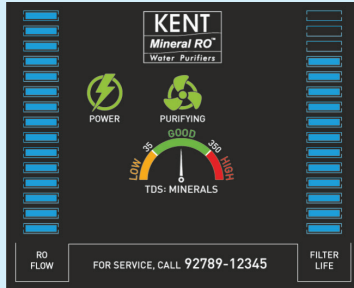 KENT
Mineral RO™
Water Purifiers
POWER
PURIFYING
LOW 35 GOOD 350 HIGH
TDS: MINERALS
RO
FLOW
FOR SERVICE, CALL 92789-12345
FILTER
LIFE